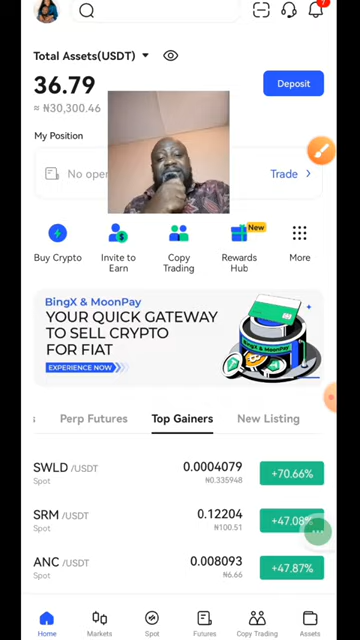 7
Total Assets(USDT)
36.79
Deposit
≈ ₦30,300.46
My Position
No open
Trade
New
Buy Crypto
Invite to Earn
Copy Trading
Rewards Hub
More
BingX & MoonPay
YOUR QUICK GATEWAY
TO SELL CRYPTO
FOR FIAT
EXPERIENCE NOW
BingX & MoonPay
s Perp Futures Top Gainers New Listing
SWLD /USDT 0.0004079 +70.66%
Spot ₦0.335948
SRM /USDT 0.12204 +47.08%
Spot ₦100.51
ANC /USDT 0.008093 +47.87%
Spot ₦6.66
Home Markets Spot Futures Copy Trading Assets